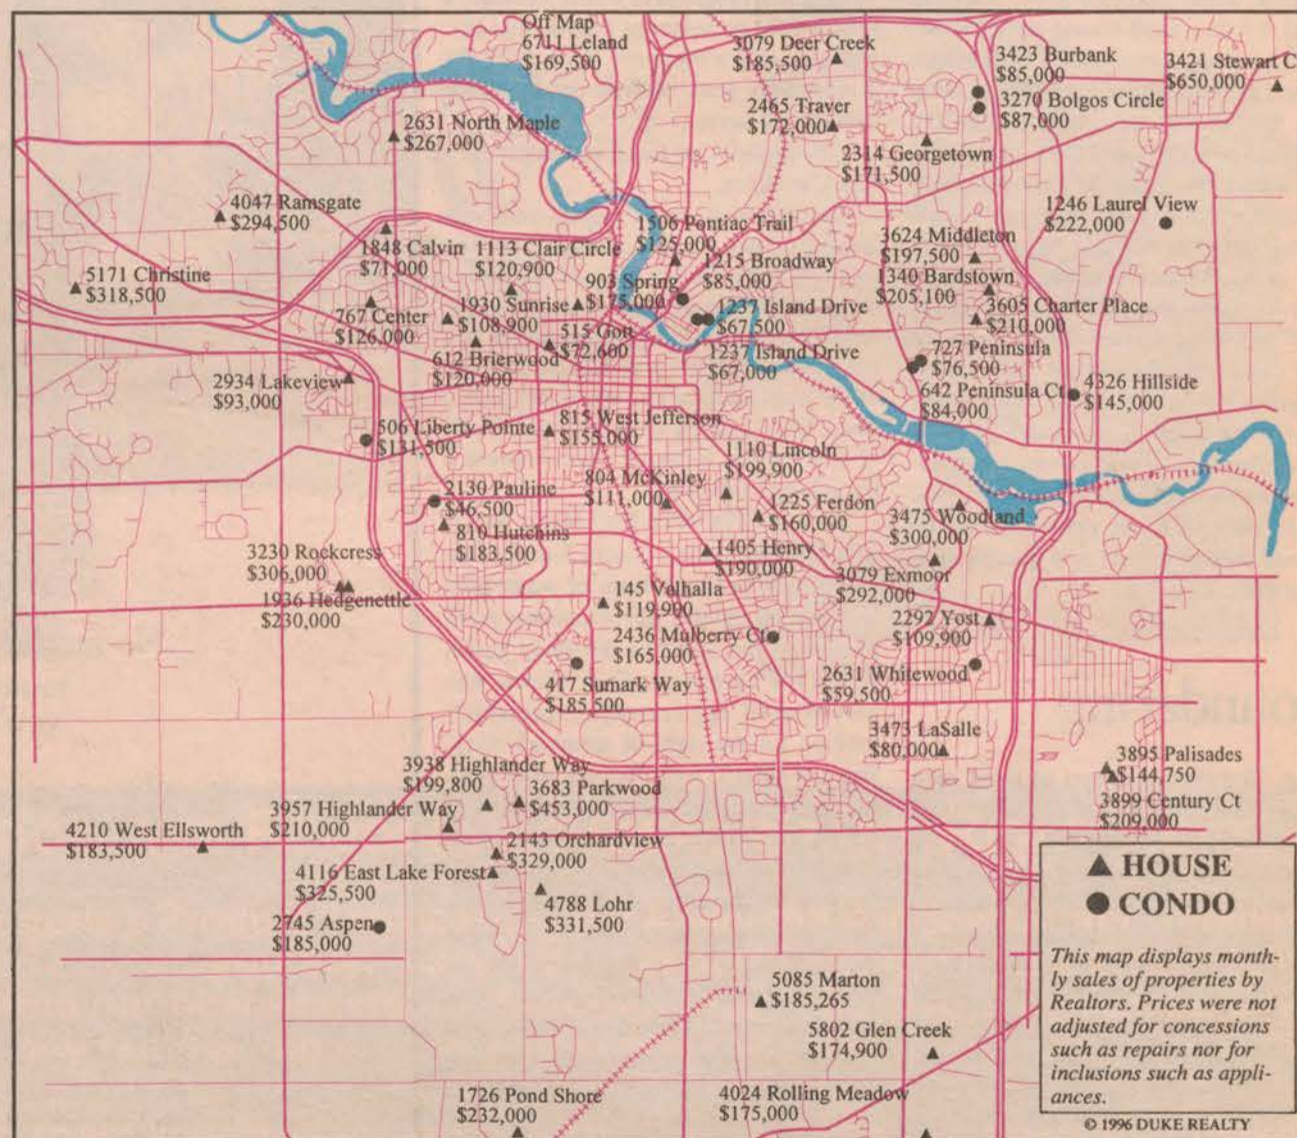 Off Map
6711 Leland
$169,500
3079 Deer Creek
$185,500
3423 Burbank
$85,000
3421 Stewart C
$650,000
3270 Bolgos Circle
$87,000
2465 Traver
$172,000
2631 North Maple
$267,000
2314 Georgetown
$171,500
4047 Ramsgate
$294,500
1246 Laurel View
$222,000
1506 Pontiac Trail
$125,000
1848 Calvin
$71,000
1113 Clair Circle
$120,900
3624 Middleton
$197,500
1215 Broadway
$85,000
5171 Christine
$318,500
903 Spring
$175,000
1340 Bardstown
$205,100
767 Center
$126,000
1930 Sunrise
$108,900
1237 Island Drive
$67,500
3605 Charter Place
$210,000
515 Gott
$72,600
612 Brierwood
$120,000
1237 Island Drive
$67,000
727 Peninsula
$76,500
2934 Lakeview
$93,000
642 Peninsula Ct
$84,000
4326 Hillside
$145,000
506 Liberty Pointe
$131,500
815 West Jefferson
$155,000
1110 Lincoln
$199,900
804 McKinley
$111,000
2130 Pauline
$46,500
1225 Ferdon
$160,000
3475 Woodland
$300,000
810 Hutchins
$183,500
3230 Rockcress
$306,000
1405 Henry
$190,000
3079 Exmoor
$292,000
1936 Hedgenettle
$230,000
145 Valhalla
$119,900
2292 Yost
$109,900
2436 Mulberry Ct
$165,000
2631 Whitewood
$59,500
417 Sumark Way
$185,500
3473 LaSalle
$80,000
3938 Highlander Way
$199,800
3895 Palisades
$144,750
3683 Parkwood
$453,000
3957 Highlander Way
$210,000
3899 Century Ct
$209,000
4210 West Ellsworth
$183,500
2143 Orchardview
$329,000
4116 East Lake Forest
$325,500
4788 Lohr
$331,500
2745 Aspen
$185,000
5085 Marton
$185,265
5802 Glen Creek
$174,900
1726 Pond Shore
$232,000
4024 Rolling Meadow
$175,000
HOUSE
CONDO
This map displays month-
ly sales of properties by
Realtors. Prices were not
adjusted for concessions
such as repairs nor for
inclusions such as appli-
ances.
© 1996 DUKE REALTY